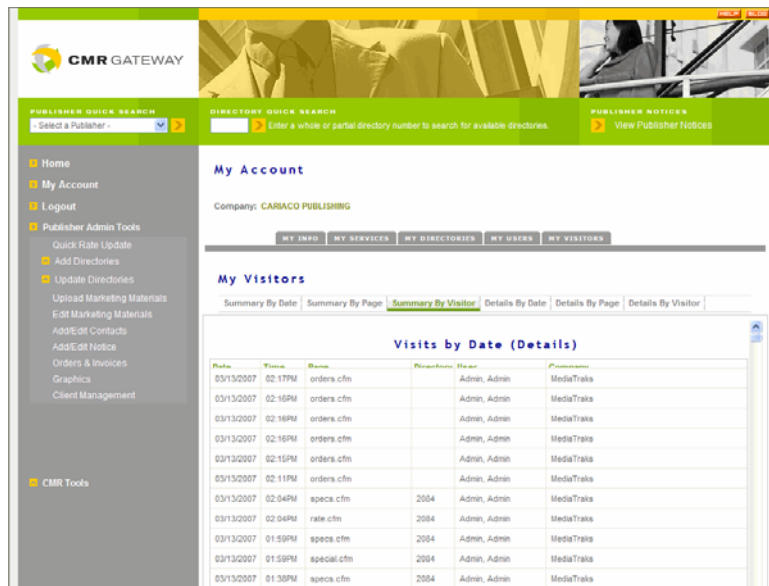 HELP BLOG
CMR GATEWAY
PUBLISHER QUICK SEARCH
- Select a Publisher -
DIRECTORY QUICK SEARCH
Enter a whole or partial directory number to search for available directories.
PUBLISHER NOTICES
View Publisher Notices
Home
My Account
Logout
Publisher Admin Tools
Quick Rate Update
Add Directories
Update Directories
Upload Marketing Materials
Edit Marketing Materials
Add/Edit Contacts
Add/Edit Notice
Orders & Invoices
Graphics
Client Management
CMR Tools
My Account
Company: CARIACO PUBLISHING
MY INFO MY SERVICES MY DIRECTORIES MY USERS MY VISITORS
My Visitors
Summary By Date Summary By Page Summary By Visitor Details By Date Details By Page Details By Visitor
Visits by Date (Details)
Date Time Page Directory User Company
03/13/2007 02:17PM orders.cfm Admin, Admin MediaTraks
03/13/2007 02:16PM orders.cfm Admin, Admin MediaTraks
03/13/2007 02:16PM orders.cfm Admin, Admin MediaTraks
03/13/2007 02:16PM orders.cfm Admin, Admin MediaTraks
03/13/2007 02:15PM orders.cfm Admin, Admin MediaTraks
03/13/2007 02:11PM orders.cfm Admin, Admin MediaTraks
03/13/2007 02:04PM specs.cfm 2084 Admin, Admin MediaTraks
03/13/2007 02:04PM rate.cfm 2084 Admin, Admin MediaTraks
03/13/2007 01:59PM specs.cfm 2084 Admin, Admin MediaTraks
03/13/2007 01:59PM special.cfm 2084 Admin, Admin MediaTraks
03/13/2007 01:38PM specs.cfm 2084 Admin, Admin MediaTraks